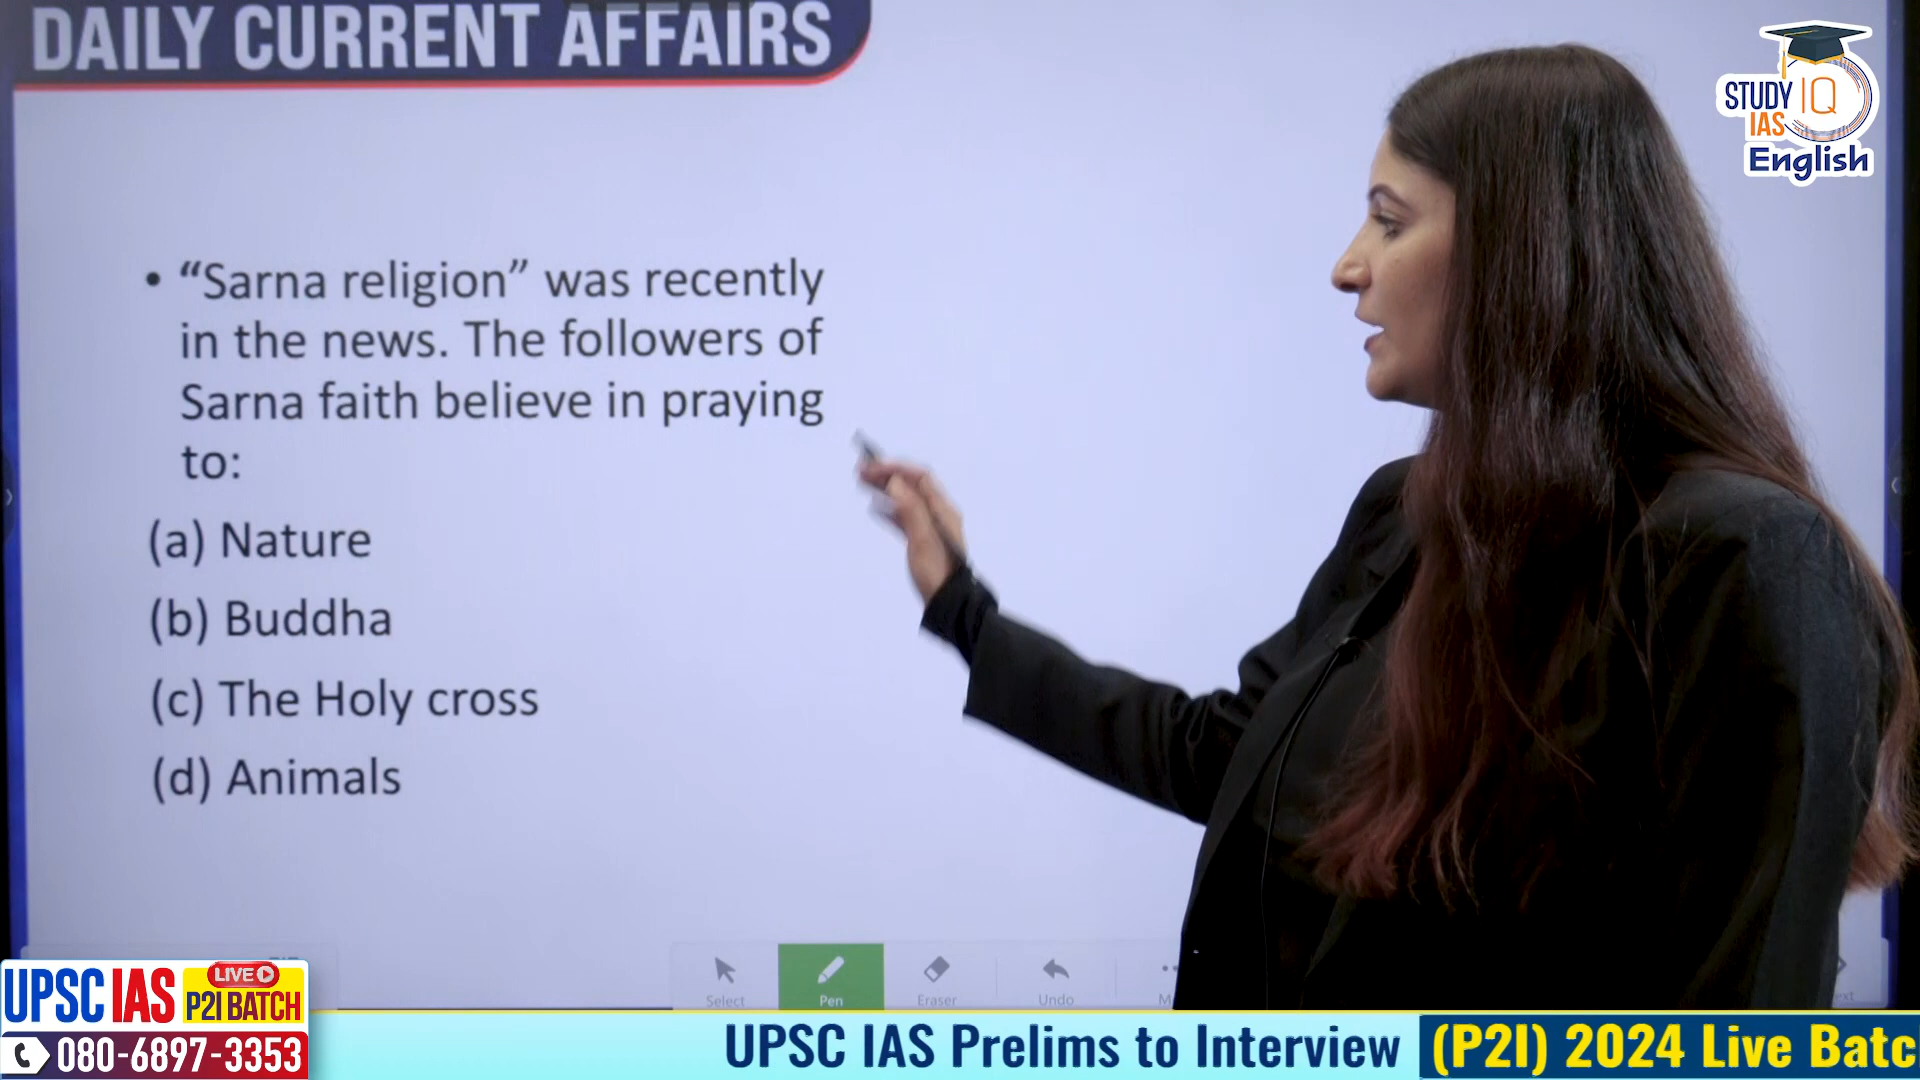 DAILY CURRENT AFFAIRS
STUDY IQ
IAS
English
• “Sarna religion” was recently
in the news. The followers of
Sarna faith believe in praying
to:
(a) Nature
(b) Buddha
(c) The Holy cross
(d) Animals
Select
Pen
Eraser
Undo
UPSC IAS
LIVE
P2I BATCH
080-6897-3353
UPSC IAS Prelims to Interview (P2I) 2024 Live Batc